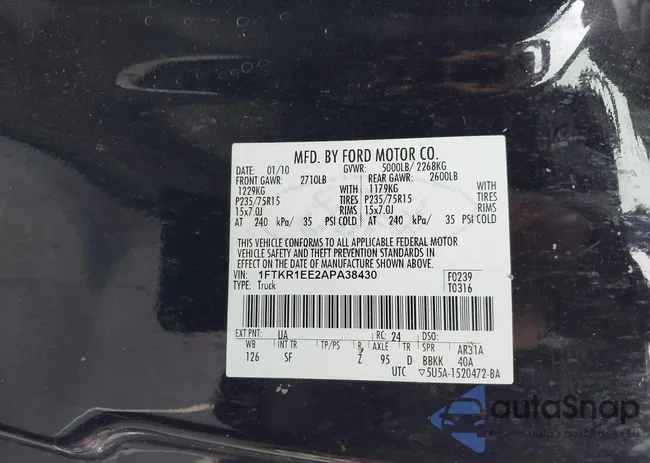 MFD. BY FORD MOTOR CO.
DATE: 01/10 GVWR: 5000LB/ 2268KG
FRONT GAWR: 2710LB REAR GAWR: 2600LB
1229KG WITH 1179KG WITH
P235/75R15 TIRES P235/75R15 TIRES
15x7.0J RIMS 15x7.0J RIMS
AT 240 kPa/ 35 PSI COLD AT 240 kPa/ 35 PSI COLD
THIS VEHICLE CONFORMS TO ALL APPLICABLE FEDERAL MOTOR
VEHICLE SAFETY AND THEFT PREVENTION STANDARDS IN
EFFECT ON THE DATE OF MANUFACTURE SHOWN ABOVE.
VIN: 1FTKR1EE2APA38430 F0239
TYPE: Truck T0316
EXT PNT: UA RC: 24 DSO:
WB INT TR TP/PS R AXLE TR SPR AR31A
126 SF 2 95 D BBKK 40A
UTC ▽5U5A-1520472-BA
autoSnap